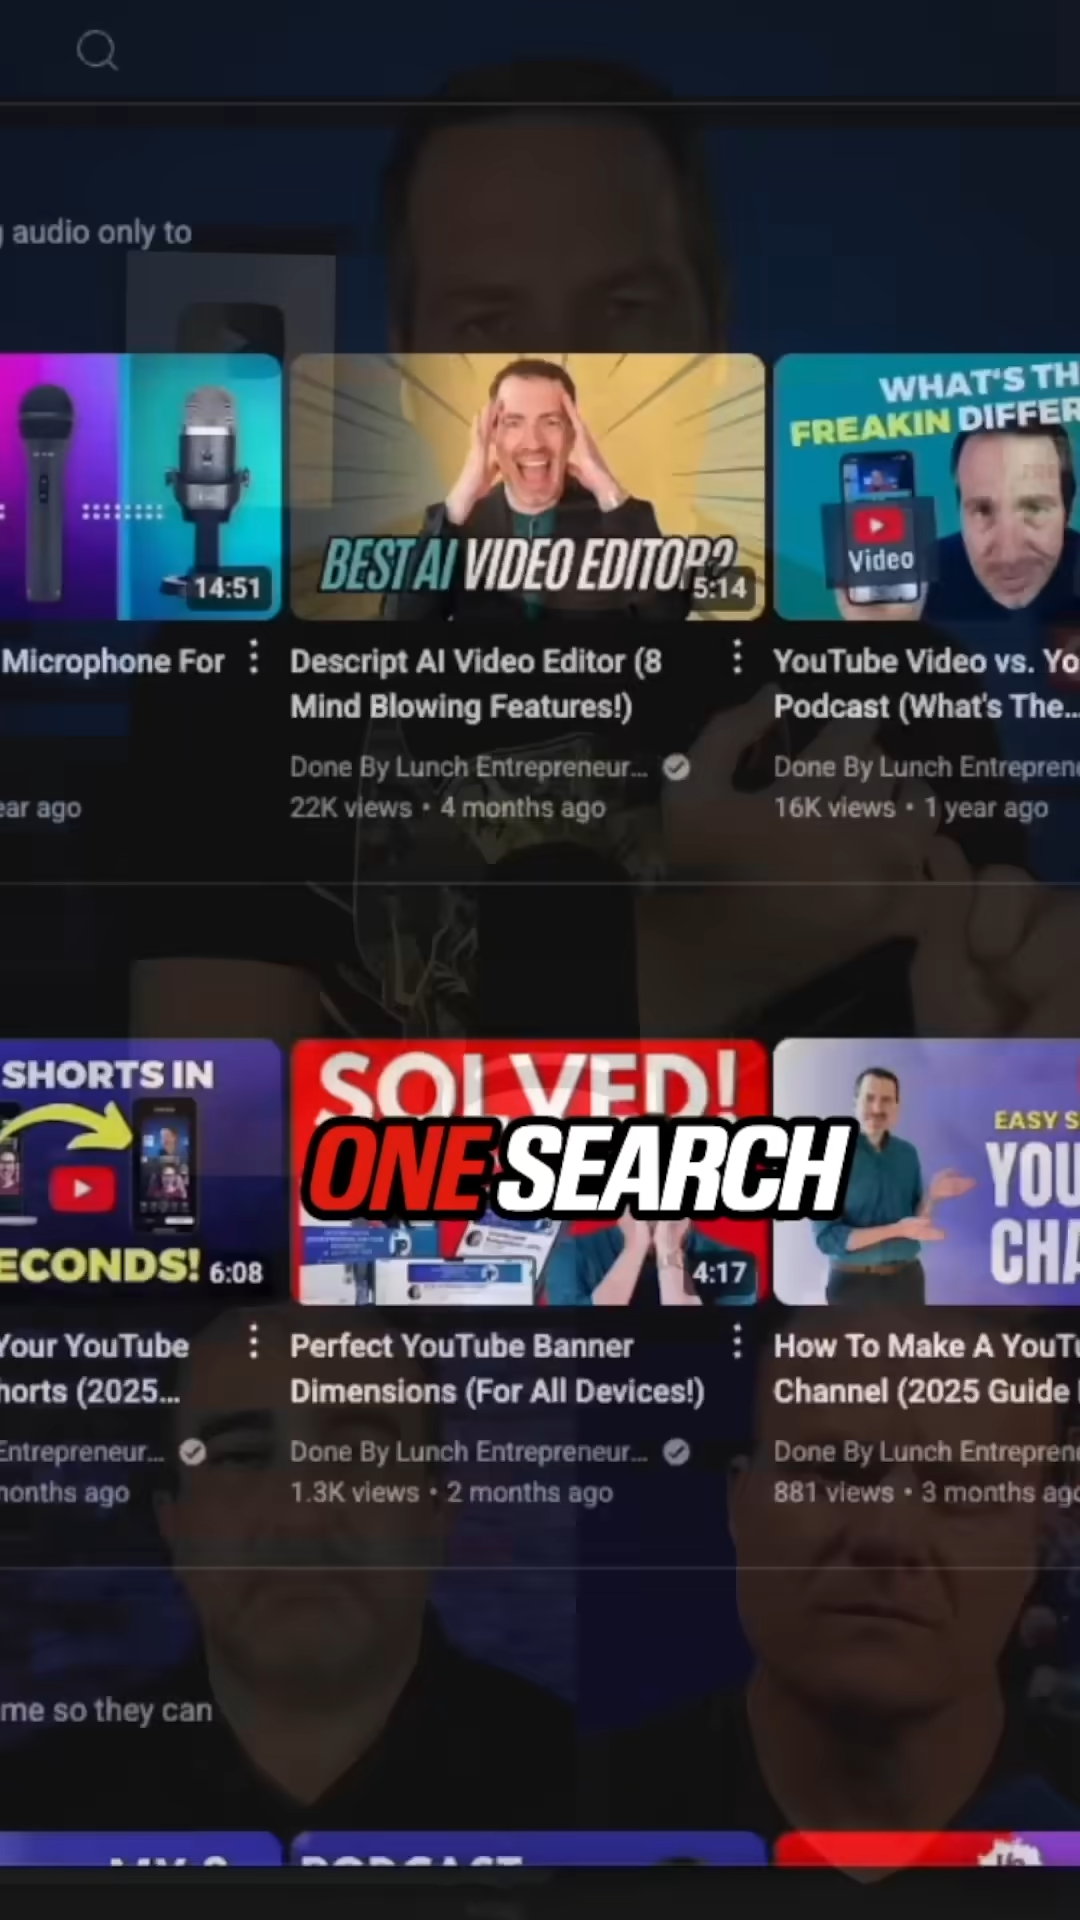 g audio only to
WHAT'S TH
FREAKIN DIFFER
Video
BEST AI VIDEO EDITOR?
14:51
5:14
Microphone For
Descript AI Video Editor (8
Mind Blowing Features!)
YouTube Video vs. Yo
Podcast (What's The...
Done By Lunch Entrepreneur...
Done By Lunch Entreprene
ear ago
22K views • 4 months ago
16K views • 1 year ago
SHORTS IN
ECONDS!
6:08
SOLVED!
ONE SEARCH
4:17
EASY S
YOU
CHA
Your YouTube
horts (2025...
Perfect YouTube Banner
Dimensions (For All Devices!)
How To Make A YouTu
Channel (2025 Guide
Entrepreneur...
Done By Lunch Entrepreneur...
Done By Lunch Entreprene
nonths ago
1.3K views • 2 months ago
881 views • 3 months ago
me so they can
PODCAST